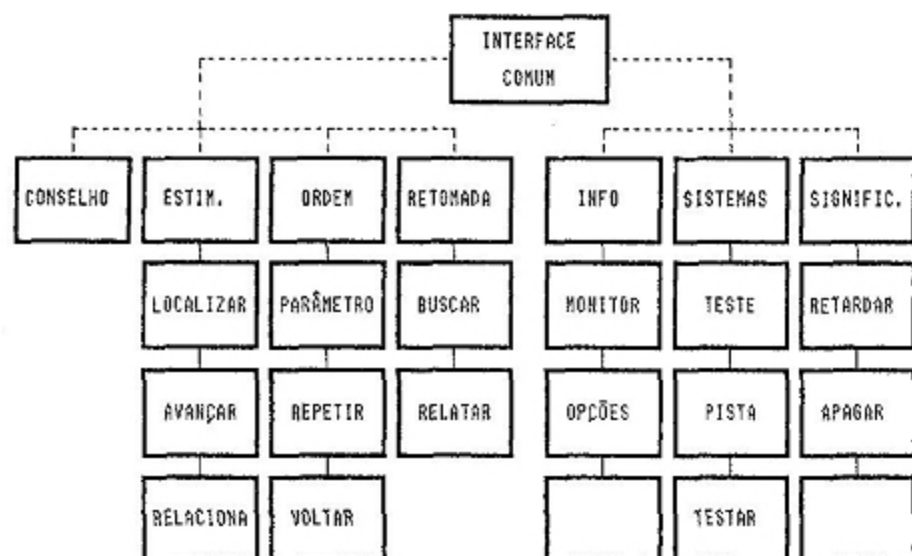 INTERFACE
COMUM
CONSELHO ESTIM. ORDEM RETOMADA INFO SISTEMAS SIGNIFIC.
LOCALIZAR PARÂMETRO BUSCAR MONITOR TESTE RETARDAR
AVANÇAR REPETIR RELATAR OPÇÕES PISTA APAGAR
RELACIONA VOLTAR TESTAR